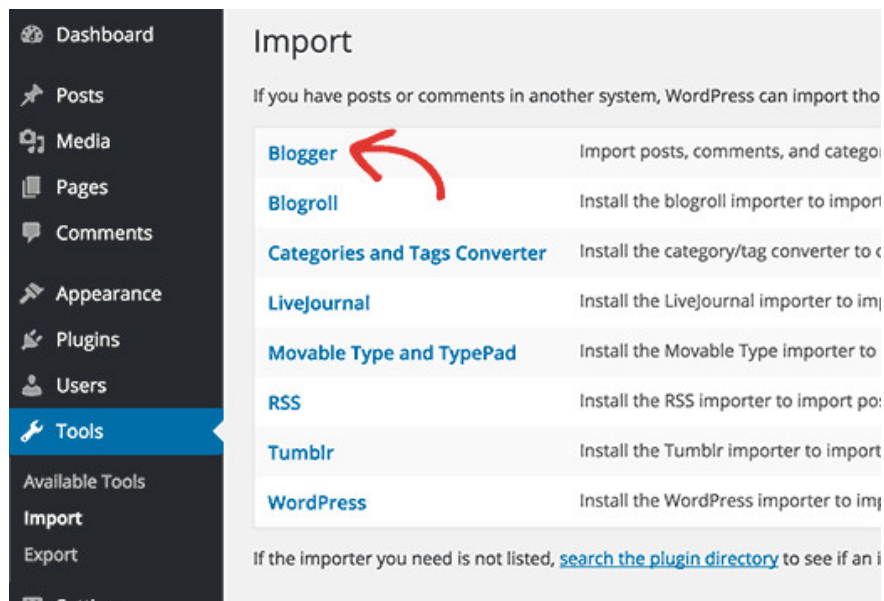 Dashboard
Posts
Media
Pages
Comments
Appearance
Plugins
Users
Tools
Available Tools
Import
Export
Import
If you have posts or comments in another system, WordPress can import tho
Blogger Import posts, comments, and categor
Blogroll Install the blogroll importer to import
Categories and Tags Converter Install the category/tag converter to c
LiveJournal Install the LiveJournal importer to imp
Movable Type and TypePad Install the Movable Type importer to
RSS Install the RSS importer to import pos
Tumblr Install the Tumblr importer to import
WordPress Install the WordPress importer to imp
If the importer you need is not listed, search the plugin directory to see if an i